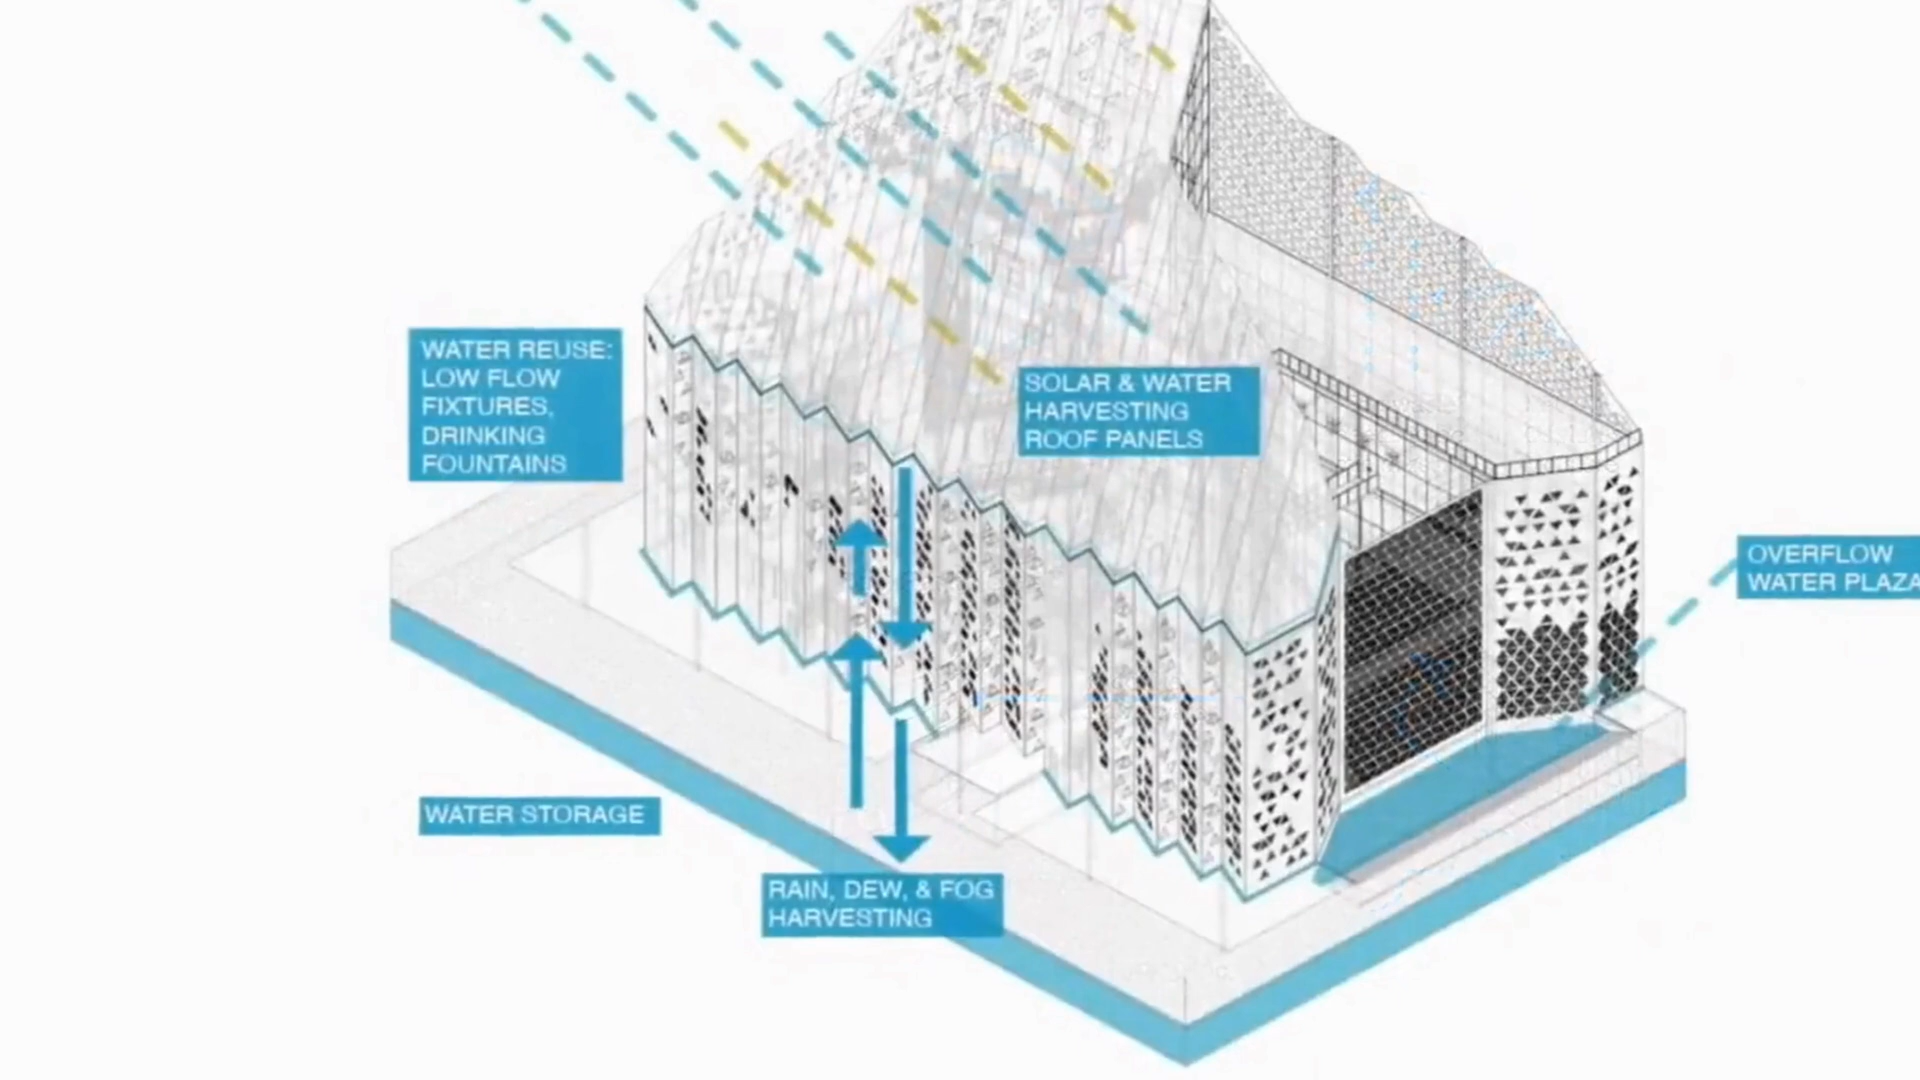 WATER REUSE:
LOW FLOW
FIXTURES,
DRINKING
FOUNTAINS
SOLAR & WATER
HARVESTING
ROOF PANELS
OVERFLOW
WATER PLAZA
WATER STORAGE
RAIN, DEW, & FOG
HARVESTING